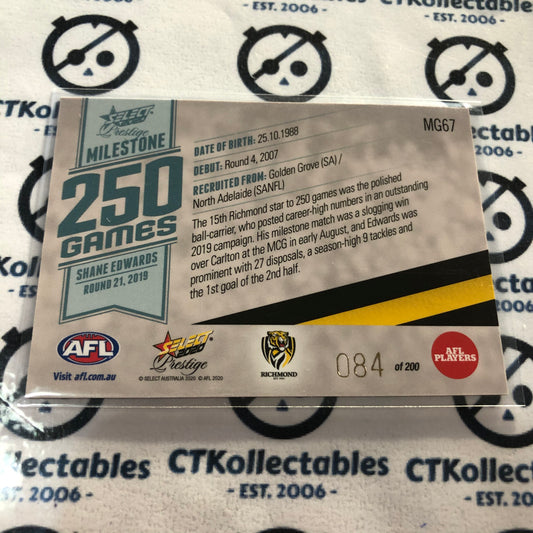 CTKollectables
- EST. 2006 -
- EST. 2006 -
SELECT
Prestige
MILESTONE
250
GAMES
SHANE EDWARDS
ROUND 21, 2019
MG67
DATE OF BIRTH: 25.10.1988
DEBUT: Round 4, 2007
RECRUITED FROM: Golden Grove (SA) /
North Adelaide (SANFL)
The 15th Richmond star to 250 games was the polished
ball-carrier, who posted career-high numbers in an outstanding
2019 campaign. His milestone match was a slogging win
over Carlton at the MCG in early August, and Edwards was
prominent with 27 disposals, a season-high 9 tackles and
the 1st goal of the 2nd half.
AFL
Visit afl.com.au
SELECT
Prestige
© SELECT AUSTRALIA 2020 © AFL 2020
RICHMOND
084 of 200
AFL
PLAYERS
llectables
2006 -
CTKollectables
- EST. 2006 -
CTKollecta
- EST. 2006